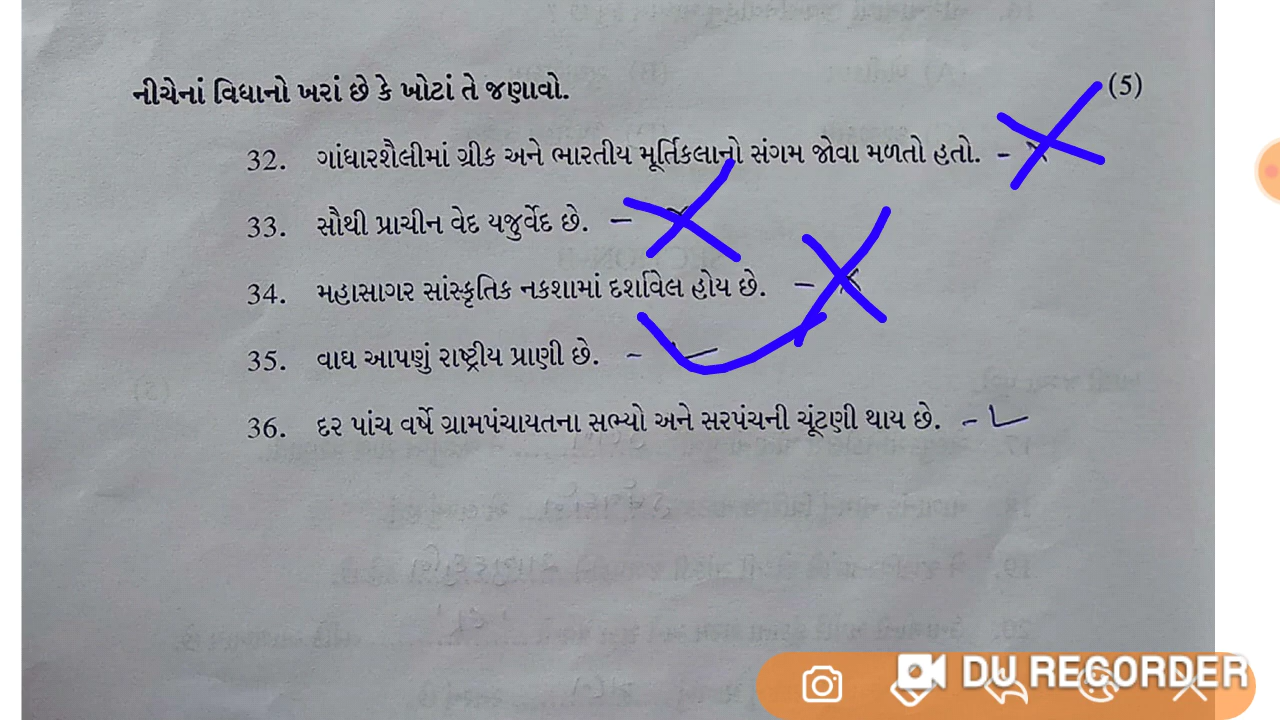 નીચેનાં વિધાનો ખરાં છે કે ખોટાં તે જણાવો. (5)
32. ગાંધારશૈલીમાં ગ્રીક અને ભારતીય મૂર્તિકલાનો સંગમ જોવા મળતો હતો. - ×
33. સૌથી પ્રાચીન વેદ યજુર્વેદ છે. - ×
34. મહાસાગર સાંસ્કૃતિક નકશામાં દર્શાવેલ હોય છે. - ×
35. વાઘ આપણું રાષ્ટ્રીય પ્રાણી છે. - ✓
36. દર પાંચ વર્ષે ગ્રામપંચાયતના સભ્યો અને સરપંચની ચૂંટણી થાય છે. - ✓
DU RECORDER